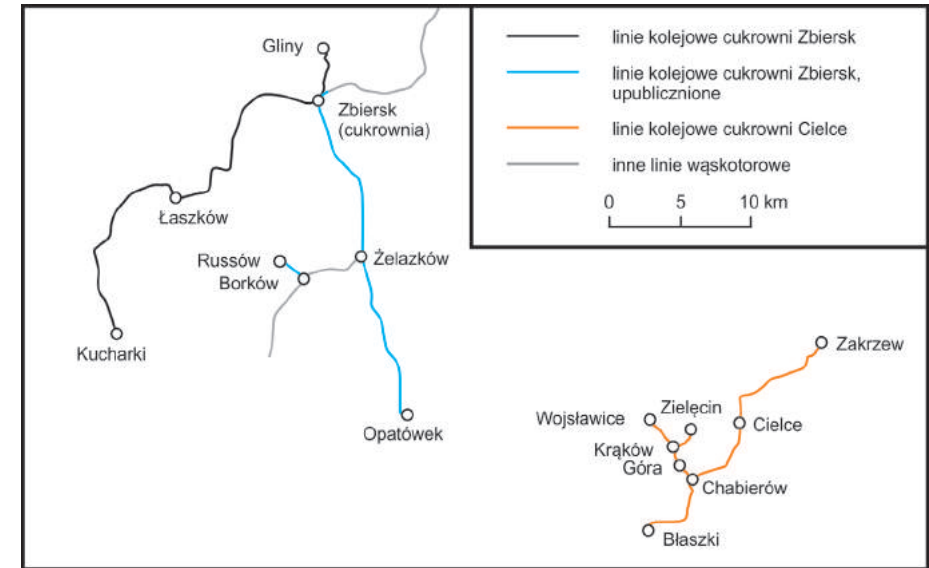 Gliny
Zbiersk
(cukrownia)
Łaszków
Russów
Borków
Żelazków
Kucharki
Opatówek
linie kolejowe cukrowni Zbiersk
linie kolejowe cukrowni Zbiersk,
upublicznione
linie kolejowe cukrowni Cielce
inne linie wąskotorowe
0 5 10 km
Zakrzew
Wojsławice
Zielęcin
Cielce
Krąków
Góra
Chabierów
Błaszki